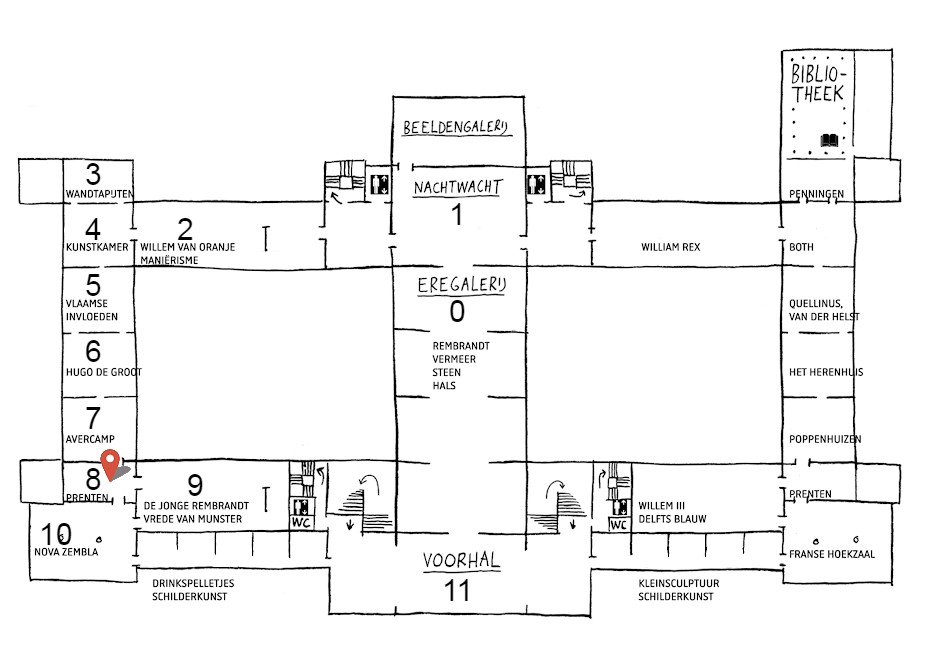 BIBLIO-
THEEK
BEELDENGALERIJ
3
WANDTAPIJTEN
NACHTWACHT
1
PENNINGEN
4
KUNSTKAMER
2
WILLEM VAN ORANJE
MANIËRISME
WILLIAM REX
BOTH
5
VLAAMSE
INVLOEDEN
EREGALERIJ
0
QUELLINUS,
VAN DER HELST
6
HUGO DE GROOT
REMBRANDT
VERMEER
STEEN
HALS
HET HERENHUIS
7
AVERCAMP
POPPENHUIZEN
8
PRENTEN
9
DE JONGE REMBRANDT
VREDE VAN MUNSTER
WC
WC
WILLEM III
DELFTS BLAUW
PRENTEN
10
NOVA ZEMBLA
VOORHAL
11
FRANSE HOEKZAAL
DRINKSPELLETJES
SCHILDERKUNST
KLEINSCULPTUUR
SCHILDERKUNST